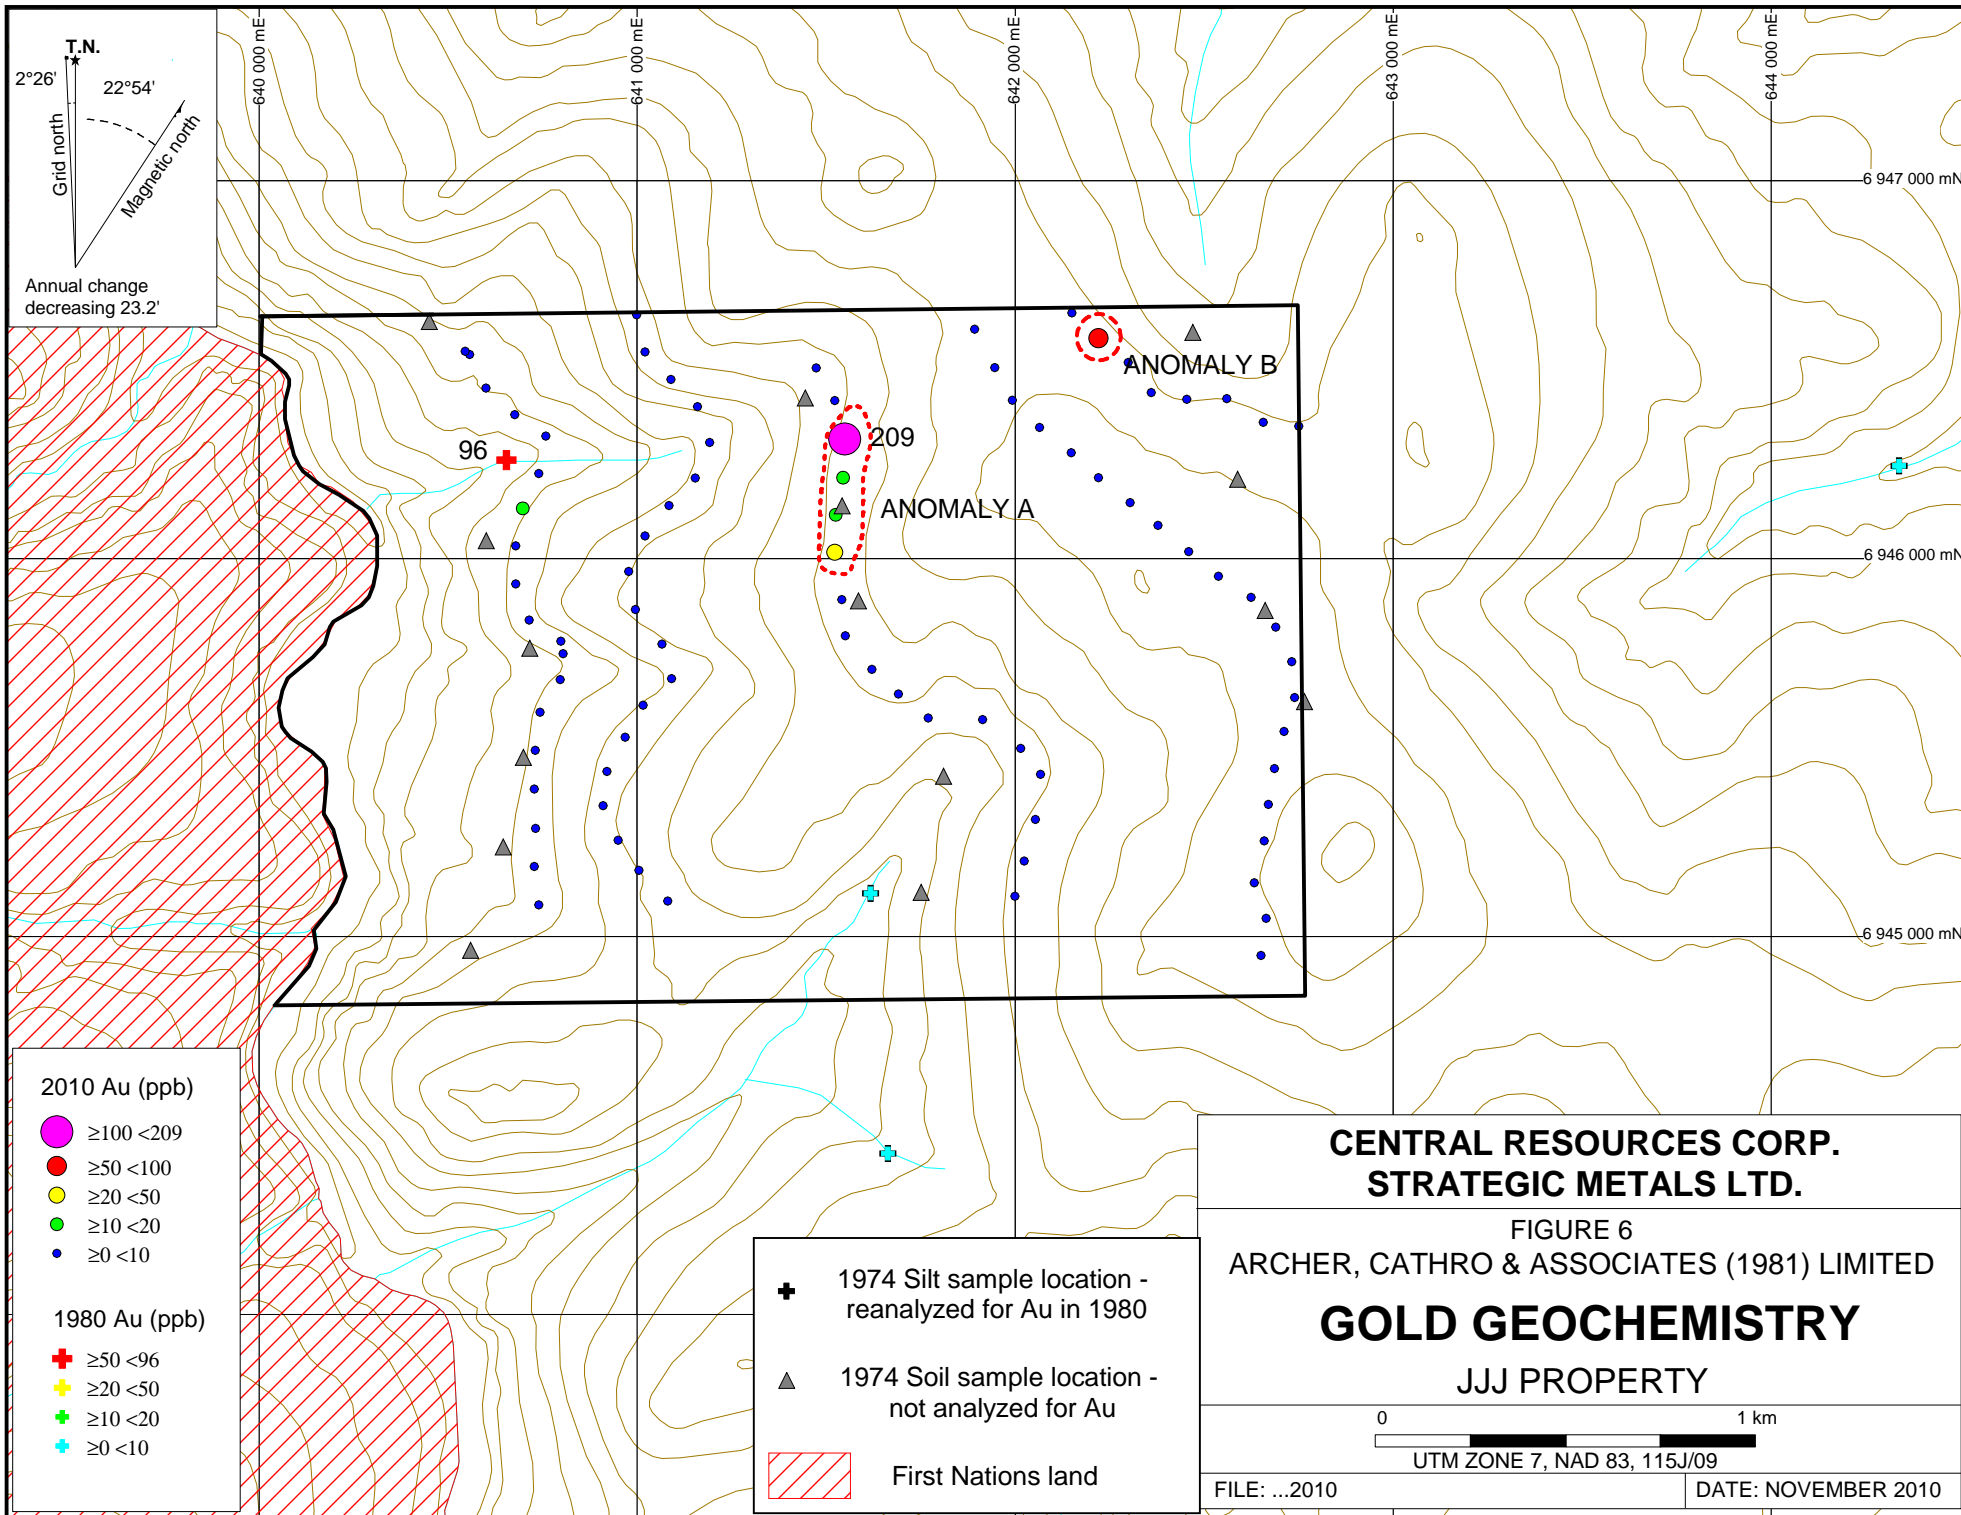 T.N.
2°26'
22°54'
Grid north
Magnetic north
Annual change
decreasing 23.2'
640 000 mE
641 000 mE
642 000 mE
643 000 mE
644 000 mE
6 947 000 mN
ANOMALY B
96
209
ANOMALY A
6 946 000 mN
6 945 000 mN
2010 Au (ppb)
≥100 <209
≥50 <100
≥20 <50
≥10 <20
≥0 <10
1980 Au (ppb)
≥50 <96
≥20 <50
≥10 <20
≥0 <10
1974 Silt sample location -
reanalyzed for Au in 1980
1974 Soil sample location -
not analyzed for Au
First Nations land
CENTRAL RESOURCES CORP.
STRATEGIC METALS LTD.
FIGURE 6
ARCHER, CATHRO & ASSOCIATES (1981) LIMITED
GOLD GEOCHEMISTRY
JJJ PROPERTY
0 1 km
UTM ZONE 7, NAD 83, 115J/09
FILE: ...2010
DATE: NOVEMBER 2010